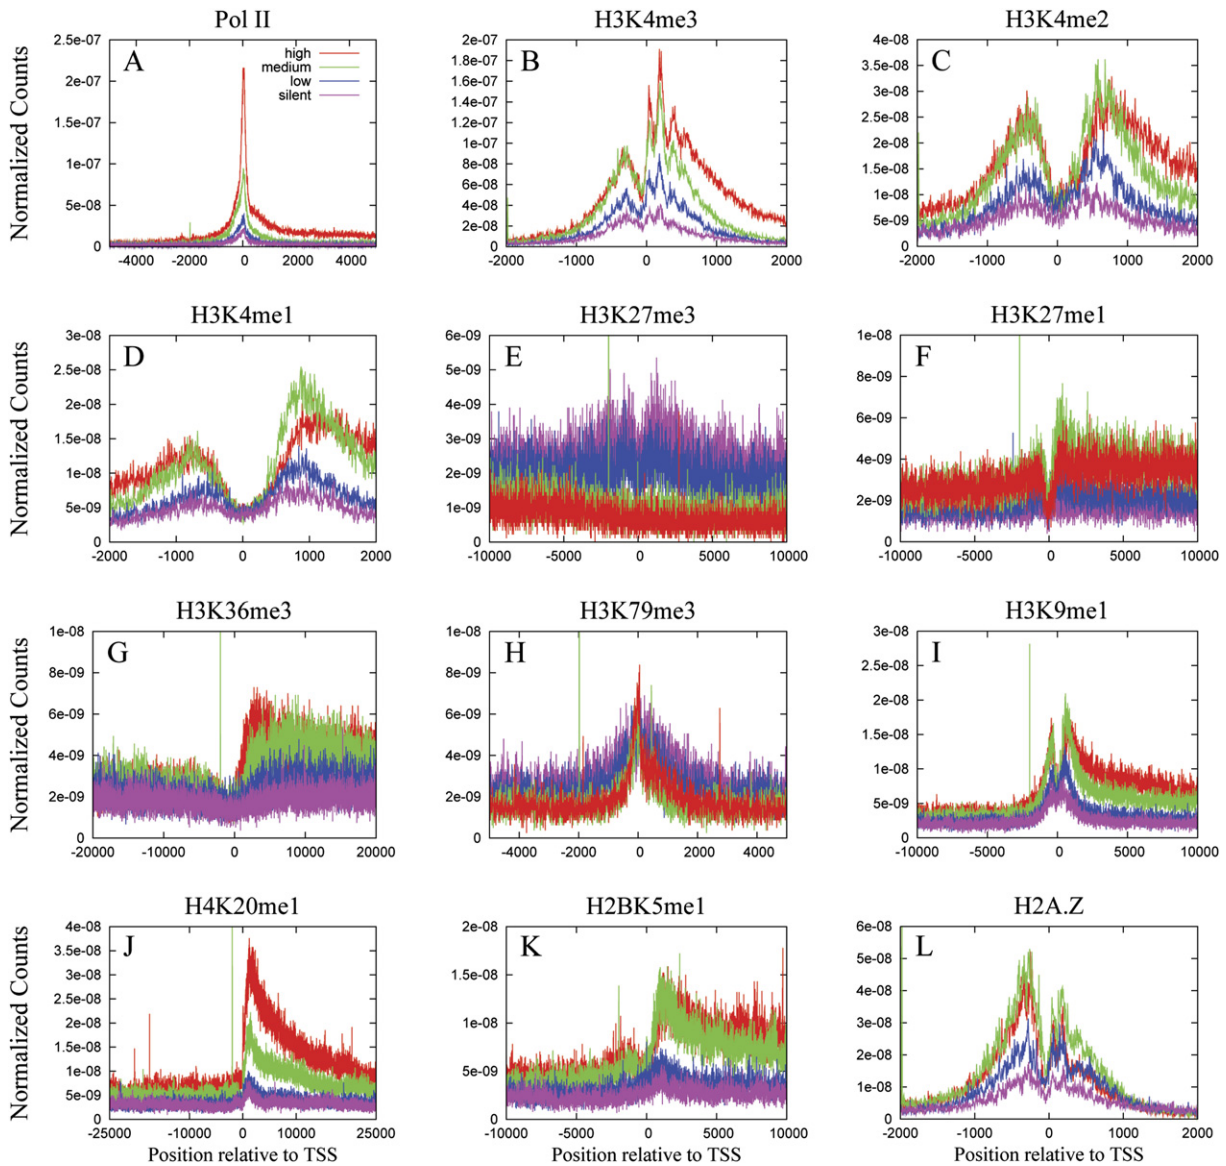 Pol II
H3K4me3
H3K4me2
Normalized Counts
2.5e-07
2e-07
1.5e-07
1e-07
5e-08
0
A
high
medium
low
silent
-4000 -2000 0 2000 4000
2e-07
1.8e-07
1.6e-07
1.4e-07
1.2e-07
1e-07
8e-08
6e-08
4e-08
2e-08
0
B
-2000 -1000 0 1000 2000
4e-08
3.5e-08
3e-08
2.5e-08
2e-08
1.5e-08
1e-08
5e-09
0
C
-2000 -1000 0 1000 2000
H3K4me1
H3K27me3
H3K27me1
Normalized Counts
3e-08
2.5e-08
2e-08
1.5e-08
1e-08
5e-09
0
D
-2000 -1000 0 1000 2000
6e-09
5e-09
4e-09
3e-09
2e-09
1e-09
0
E
-10000 -5000 0 5000 10000
1e-08
8e-09
6e-09
4e-09
2e-09
0
F
-10000 -5000 0 5000 10000
H3K36me3
H3K79me3
H3K9me1
Normalized Counts
1e-08
8e-09
6e-09
4e-09
2e-09
0
G
-20000 -10000 0 10000 20000
1e-08
8e-09
6e-09
4e-09
2e-09
0
H
-4000 -2000 0 2000 4000
3e-08
2.5e-08
2e-08
1.5e-08
1e-08
5e-09
0
I
-10000 -5000 0 5000 10000
H4K20me1
H2BK5me1
H2A.Z
Normalized Counts
4e-08
3.5e-08
3e-08
2.5e-08
2e-08
1.5e-08
1e-08
5e-09
0
J
-25000 -10000 0 10000 25000
Position relative to TSS
2e-08
1.5e-08
1e-08
5e-09
0
K
-10000 -5000 0 5000 10000
Position relative to TSS
6e-08
5e-08
4e-08
3e-08
2e-08
1e-08
0
L
-2000 -1000 0 1000 2000
Position relative to TSS